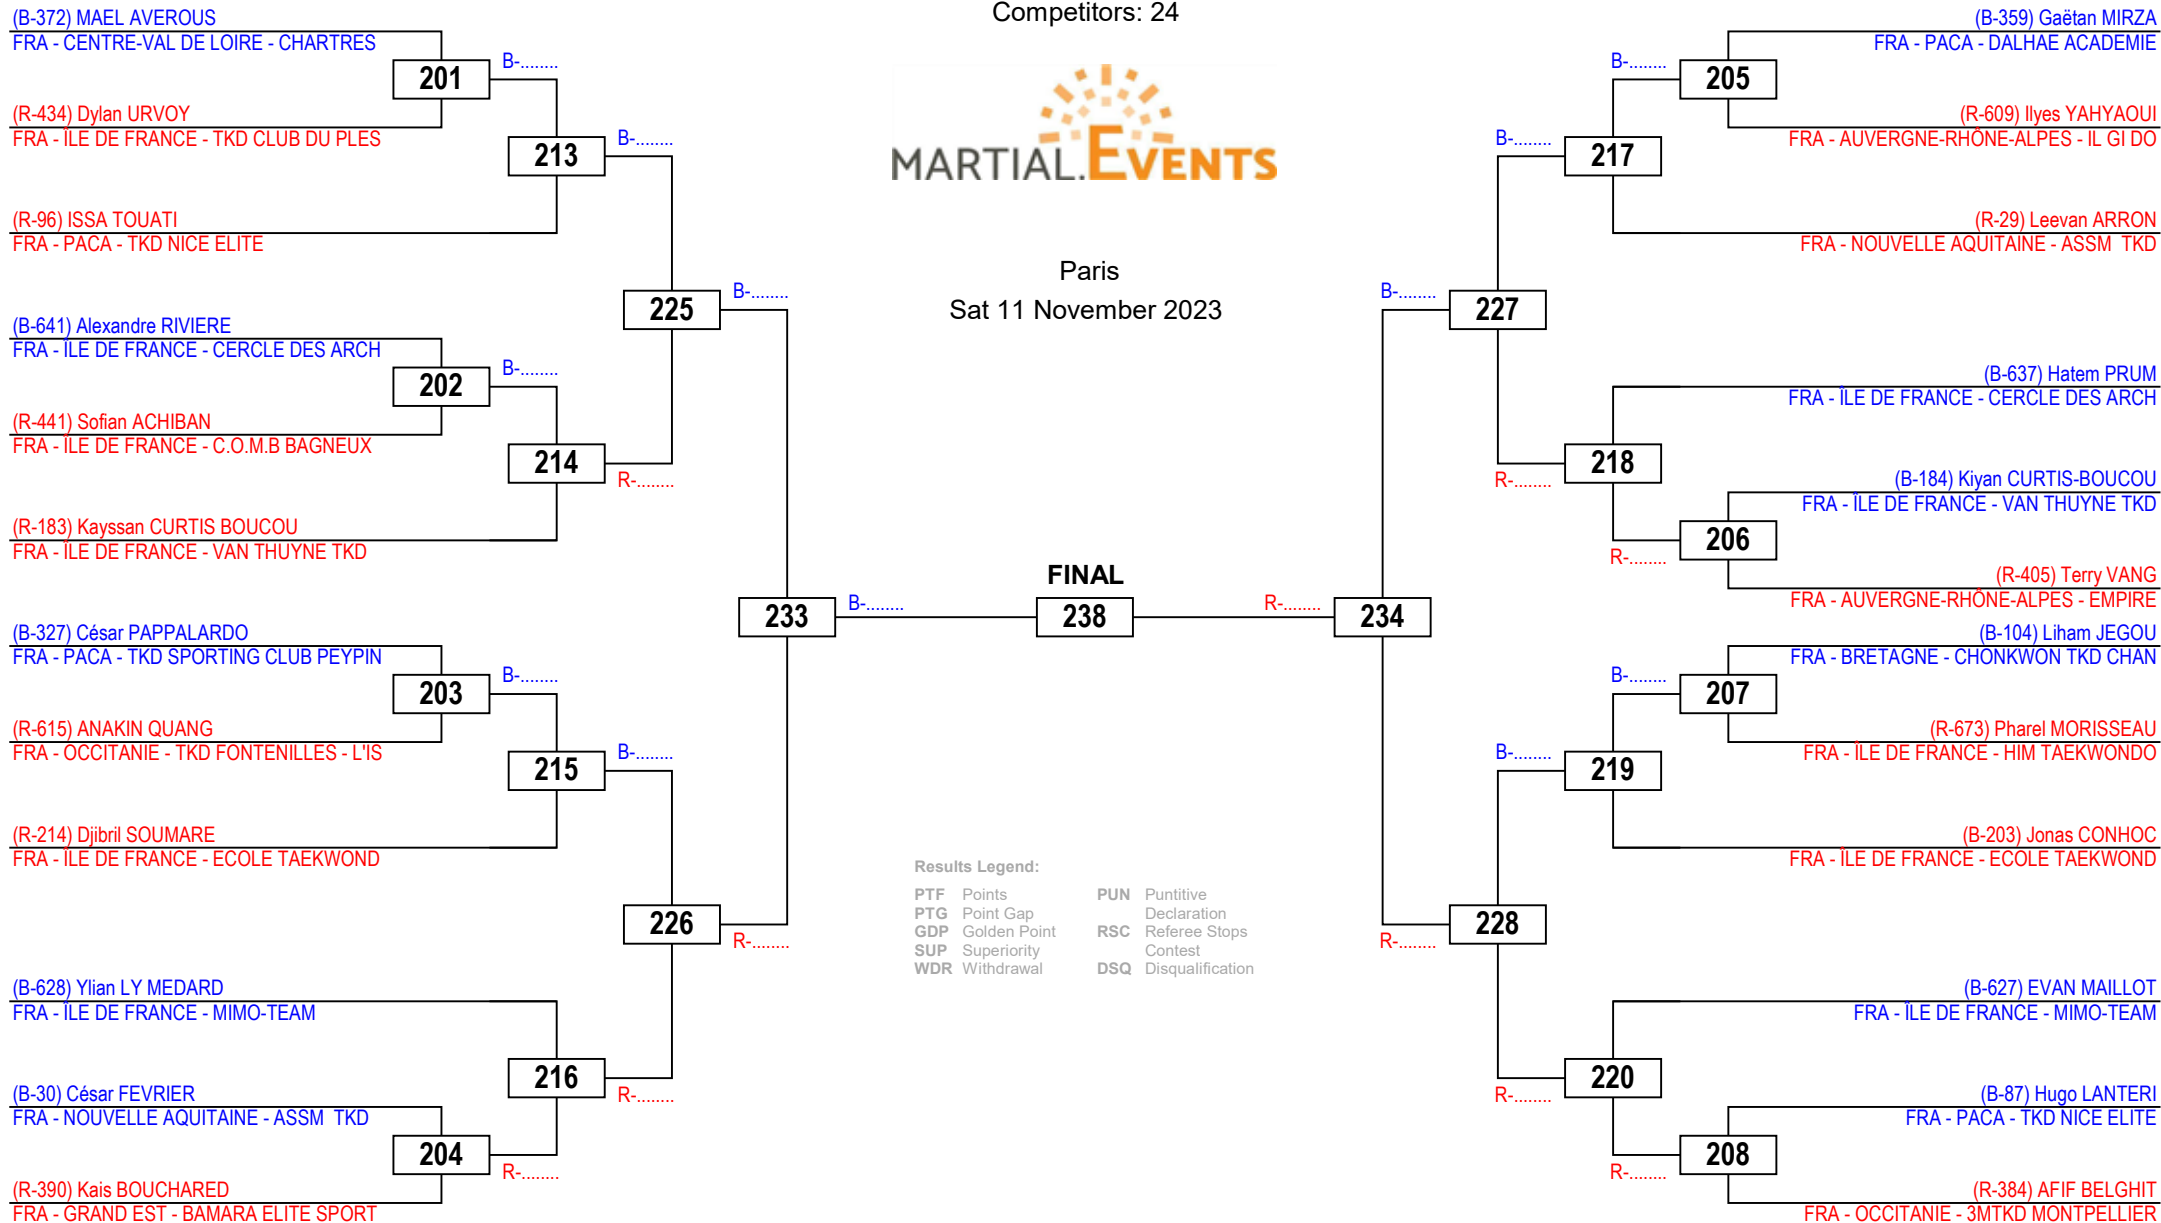 Competitors: 24
MARTIAL.EVENTS
Paris
Sat 11 November 2023
(B-372) MAEL AVEROUS
FRA - CENTRE-VAL DE LOIRE - CHARTRES
201
B-........
(R-434) Dylan URVOY
FRA - ÎLE DE FRANCE - TKD CLUB DU PLES
213
B-........
(R-96) ISSA TOUATI
FRA - PACA - TKD NICE ELITE
225
B-........
(B-641) Alexandre RIVIERE
FRA - ÎLE DE FRANCE - CERCLE DES ARCH
202
B-........
(R-441) Sofian ACHIBAN
FRA - ÎLE DE FRANCE - C.O.M.B BAGNEUX
214
R-........
(R-183) Kayssan CURTIS BOUCOU
FRA - ÎLE DE FRANCE - VAN THUYNE TKD
233
B-........
(B-327) César PAPPALARDO
FRA - PACA - TKD SPORTING CLUB PEYPIN
203
B-........
(R-615) ANAKIN QUANG
FRA - OCCITANIE - TKD FONTENILLES - L'IS
215
B-........
(R-214) Djibril SOUMARE
FRA - ÎLE DE FRANCE - ECOLE TAEKWOND
226
R-........
(B-628) Ylian LY MEDARD
FRA - ÎLE DE FRANCE - MIMO-TEAM
216
R-........
(B-30) César FEVRIER
FRA - NOUVELLE AQUITAINE - ASSM  TKD
204
R-........
(R-390) Kais BOUCHARED
FRA - GRAND EST - BAMARA ELITE SPORT
FINAL
238
Results Legend:
PTF Points
PTG Point Gap
GDP Golden Point
SUP Superiority
WDR Withdrawal
PUN Puntitive
Declaration
RSC Referee Stops
Contest
DSQ Disqualification
(B-359) Gaëtan MIRZA
FRA - PACA - DALHAE ACADEMIE
B-........
205
(R-609) Ilyes YAHYAOUI
FRA - AUVERGNE-RHÔNE-ALPES - IL GI DO
B-........
217
(R-29) Leevan ARRON
FRA - NOUVELLE AQUITAINE - ASSM  TKD
B-........
227
(B-637) Hatem PRUM
FRA - ÎLE DE FRANCE - CERCLE DES ARCH
R-........
218
(B-184) Kiyan CURTIS-BOUCOU
FRA - ÎLE DE FRANCE - VAN THUYNE TKD
R-........
206
(R-405) Terry VANG
FRA - AUVERGNE-RHÔNE-ALPES - EMPIRE
R-........
234
(B-104) Liham JEGOU
FRA - BRETAGNE - CHONKWON TKD CHAN
B-........
207
(R-673) Pharel MORISSEAU
FRA - ÎLE DE FRANCE - HIM TAEKWONDO
B-........
219
(B-203) Jonas CONHOC
FRA - ÎLE DE FRANCE - ECOLE TAEKWOND
R-........
228
(B-627) EVAN MAILLOT
FRA - ÎLE DE FRANCE - MIMO-TEAM
R-........
220
(B-87) Hugo LANTERI
FRA - PACA - TKD NICE ELITE
R-........
208
(R-384) AFIF BELGHIT
FRA - OCCITANIE - 3MTKD MONTPELLIER